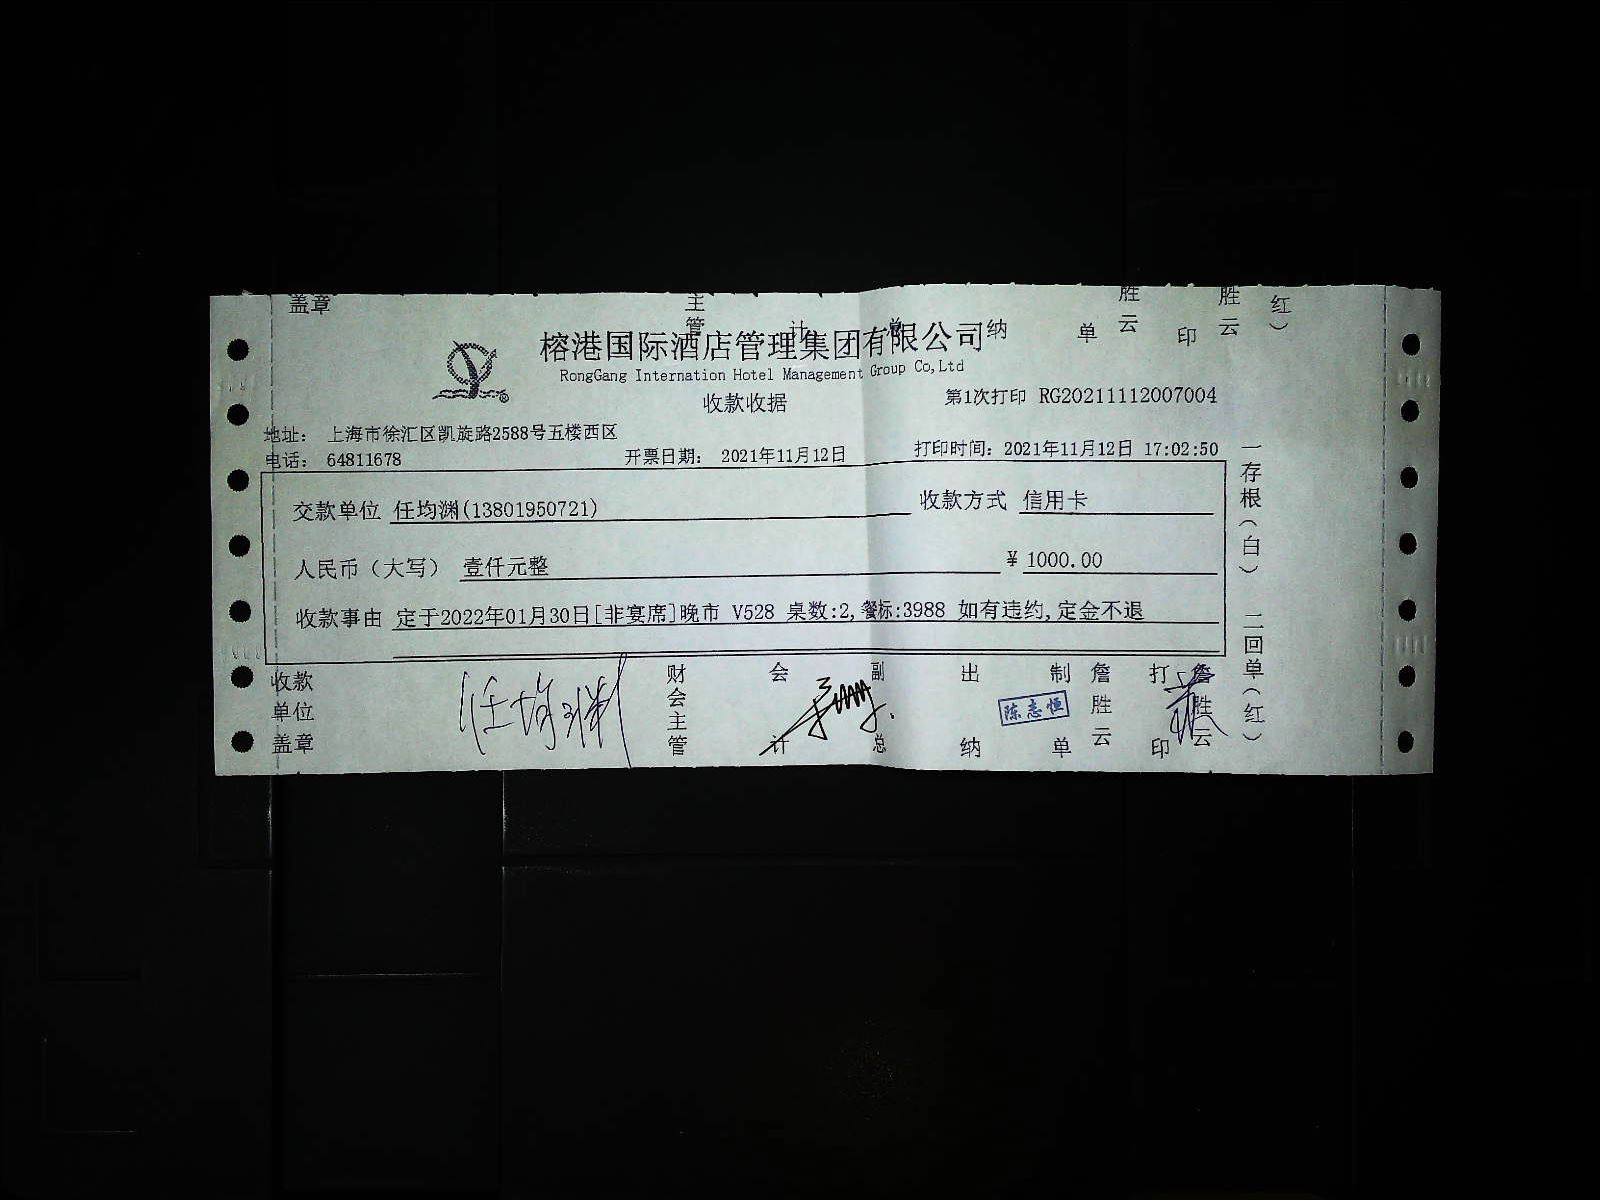 盖章 主管 计 总 纳 单 胜云 印 胜云 红）
榕港国际酒店管理集团有限公司
RongGang Internation Hotel Management Group Co,Ltd
收款收据 第1次打印 RG20211112007004
地址： 上海市徐汇区凯旋路2588号五楼西区
电话： 64811678 开票日期： 2021年11月12日 打印时间：2021年11月12日 17:02:50
交款单位 任均渊(13801950721) 收款方式 信用卡
人民币（大写） 壹仟元整 ¥ 1000.00
收款事由 定于2022年01月30日[非宴席]晚市 V528 桌数:2,餐标:3988 如有违约,定金不退
收款单位盖章 任均渊 财会主管 会计 副总 出纳 陈志恒 制单 詹胜云 打印 詹胜云
一存根（白） 二回单（红）